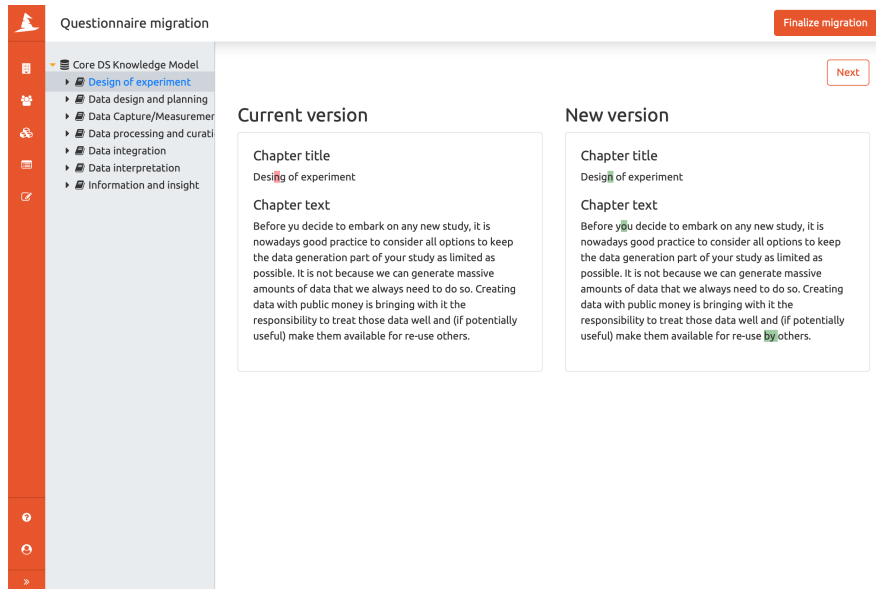 Questionnaire migration
Finalize migration
Core DS Knowledge Model
Design of experiment
Data design and planning
Data Capture/Measuremer
Data processing and curati
Data integration
Data interpretation
Information and insight
Next
Current version
Chapter title
Desing of experiment
Chapter text
Before yu decide to embark on any new study, it is
nowadays good practice to consider all options to keep
the data generation part of your study as limited as
possible. It is not because we can generate massive
amounts of data that we always need to do so. Creating
data with public money is bringing with it the
responsibility to treat those data well and (if potentially
useful) make them available for re-use others.
New version
Chapter title
Design of experiment
Chapter text
Before you decide to embark on any new study, it is
nowadays good practice to consider all options to keep
the data generation part of your study as limited as
possible. It is not because we can generate massive
amounts of data that we always need to do so. Creating
data with public money is bringing with it the
responsibility to treat those data well and (if potentially
useful) make them available for re-use by others.